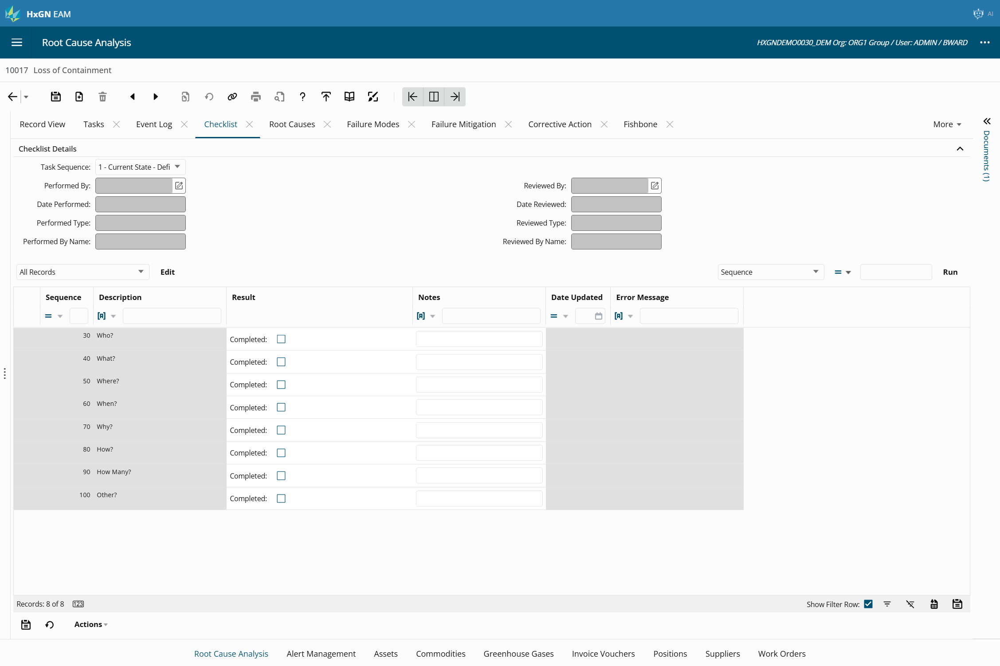 HxGN EAM
AI
Root Cause Analysis
HXGNDEMO0030_DEM Org: ORG1 Group / User: ADMIN / BWARD
10017 Loss of Containment
Record View
Tasks
Event Log
Checklist
Root Causes
Failure Modes
Failure Mitigation
Corrective Action
Fishbone
More
Documents (1)
Checklist Details
Task Sequence: 1 - Current State - Defi
Performed By:
Reviewed By:
Date Performed:
Date Reviewed:
Performed Type:
Reviewed Type:
Performed By Name:
Reviewed By Name:
All Records
Edit
Sequence
=
Run
Sequence Description Result Notes Date Updated Error Message
= [A] [A] = [A]
30 Who? Completed:
40 What? Completed:
50 Where? Completed:
60 When? Completed:
70 Why? Completed:
80 How? Completed:
90 How Many? Completed:
100 Other? Completed:
Records: 8 of 8
123
Show Filter Row:
Actions
Root Cause Analysis
Alert Management
Assets
Commodities
Greenhouse Gases
Invoice Vouchers
Positions
Suppliers
Work Orders